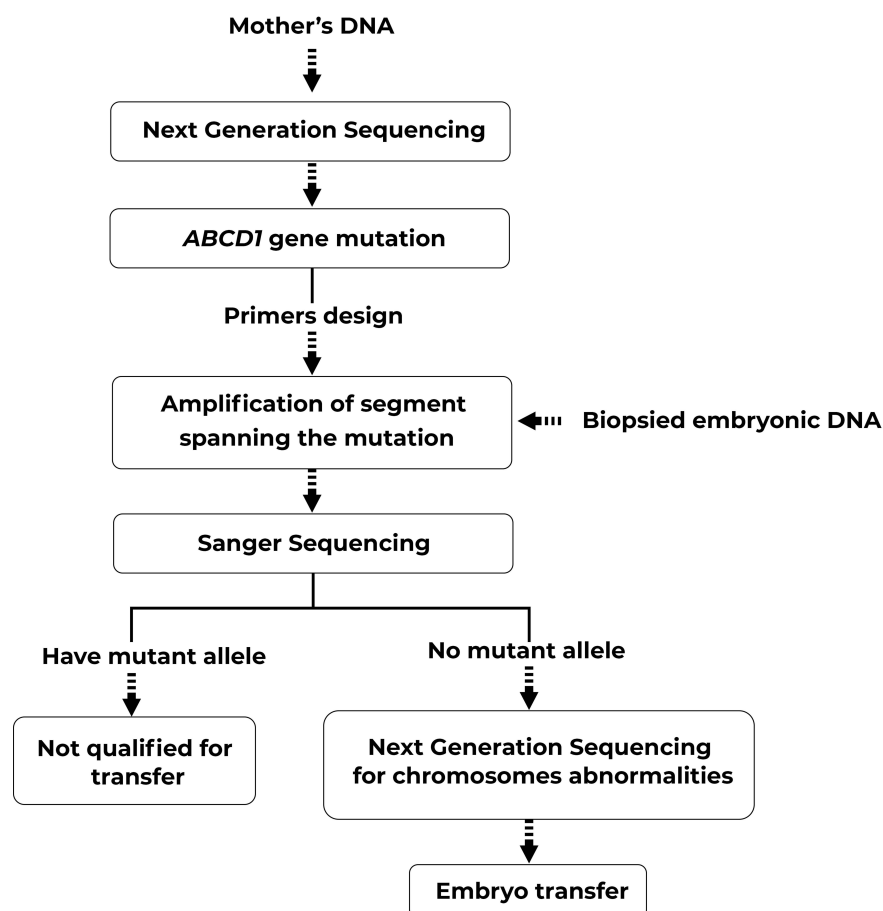 Mother’s DNA
Next Generation Sequencing
ABCD1 gene mutation
Primers design
Amplification of segment
spanning the mutation
Biopsied embryonic DNA
Sanger Sequencing
Have mutant allele
No mutant allele
Not qualified for
transfer
Next Generation Sequencing
for chromosomes abnormalities
Embryo transfer